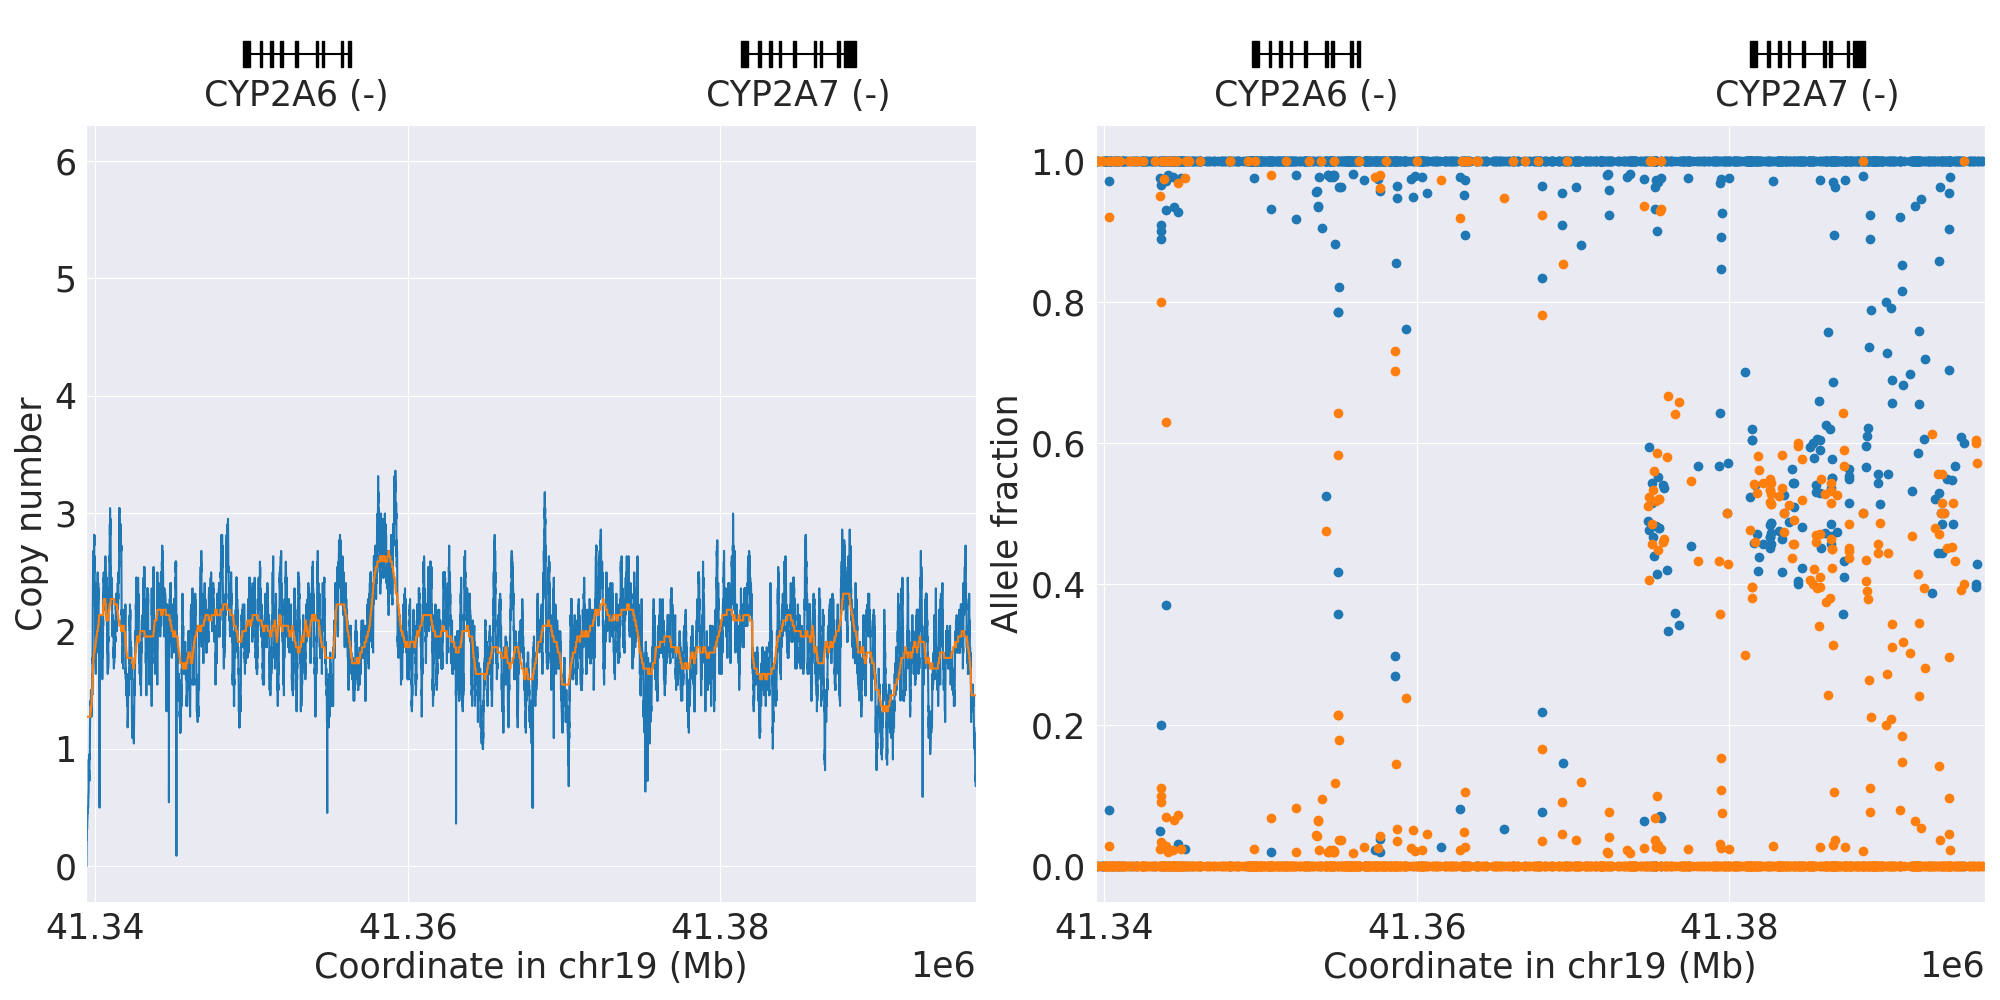 CYP2A6 (-)
CYP2A7 (-)
6
5
4
3
2
1
0
Copy number
41.34
41.36
41.38
Coordinate in chr19 (Mb)
1e6
CYP2A6 (-)
CYP2A7 (-)
1.0
0.8
0.6
0.4
0.2
0.0
Allele fraction
41.34
41.36
41.38
Coordinate in chr19 (Mb)
1e6